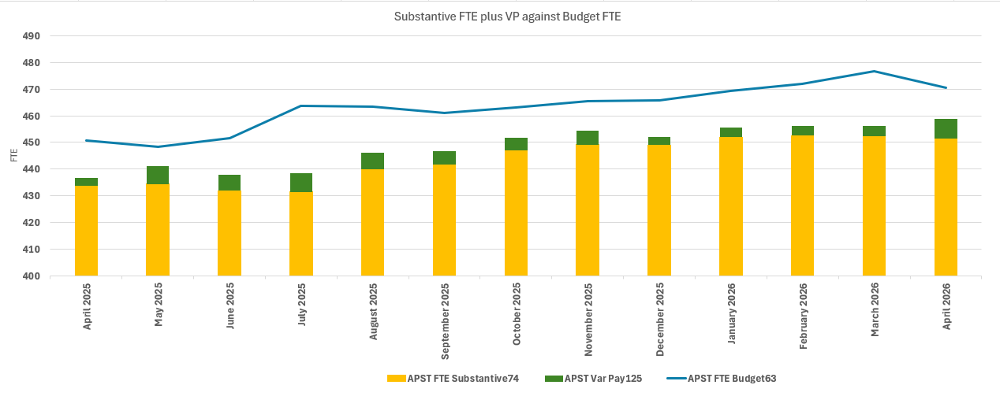 Substantive FTE plus VP against Budget FTE
490
480
470
460
450
440
430
420
410
400
FTE
April 2025
May 2025
June 2025
July 2025
August 2025
September 2025
October 2025
November 2025
December 2025
January 2026
February 2026
March 2026
April 2026
APST FTE Substantive74
APST Var Pay125
APST FTE Budget63